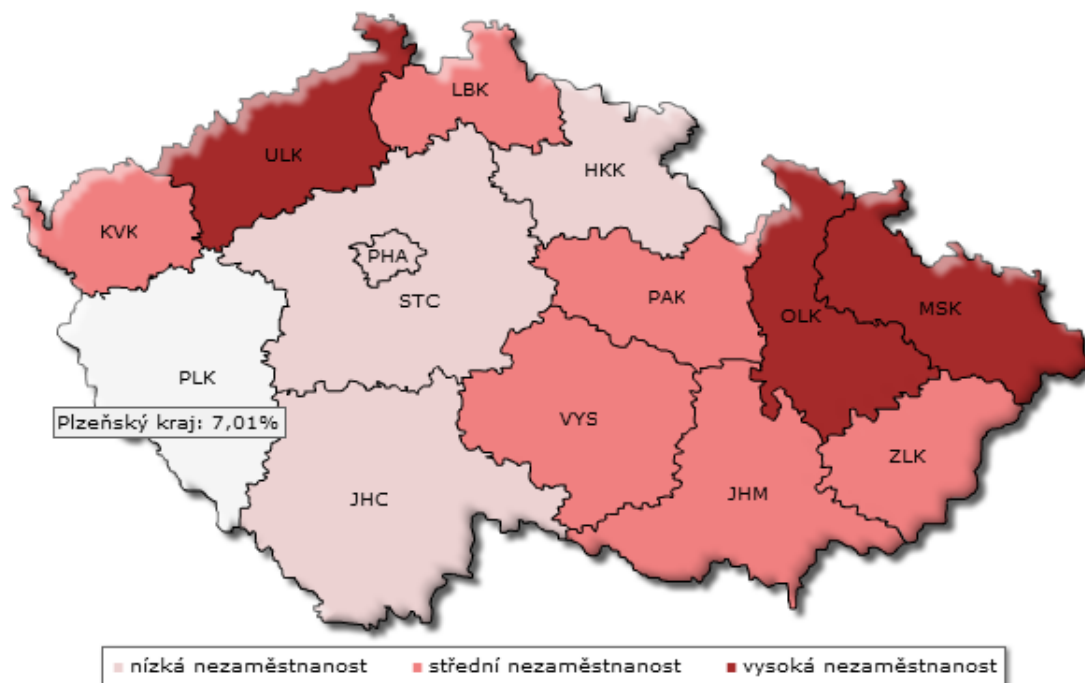 LBK
ULK
HKK
KVK
PHA
PAK
STC
OLK
MSK
PLK
Plzeňský kraj: 7,01%
VYS
ZLK
JHC
JHM
nízká nezaměstnanost
střední nezaměstnanost
vysoká nezaměstnanost